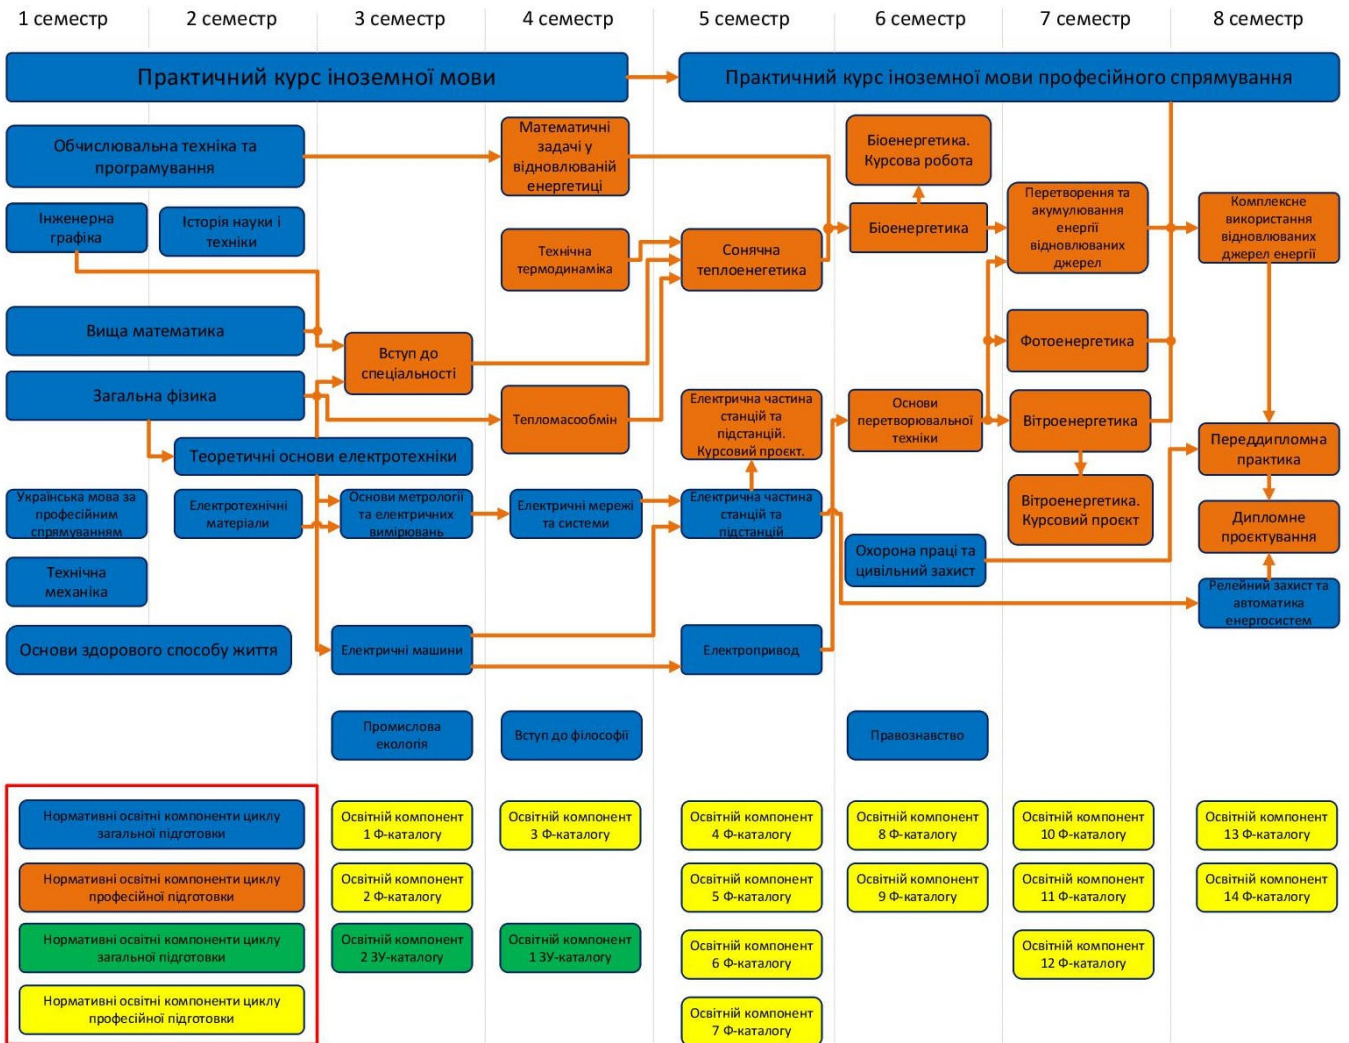 1 семестр
2 семестр
3 семестр
4 семестр
5 семестр
6 семестр
7 семестр
8 семестр
Практичний курс іноземної мови
Практичний курс іноземної мови професійного спрямування
Обчислювальна техніка та
програмування
Математичні
задачі у
відновлюваній
енергетиці
Біоенергетика.
Курсова робота
Інженерна
графіка
Історія науки і
техніки
Технічна
термодинаміка
Сонячна
теплоенегетика
Біоенергетика
Перетворення та
акумулювання
енергії
відновлюваних
джерел
Комплексне
використання
відновлюваних
джерел енергії
Вища математика
Вступ до
спеціальності
Фотоенергетика
Загальна фізика
Тепломасообмін
Електрична частина
станцій та
підстанцій.
Курсовий проєкт.
Основи
перетворювальної
техніки
Вітроенергетика
Переддипломна
практика
Теоретичні основи електротехніки
Українська мова за
професійним
спрямуванням
Електротехнічні
матеріали
Основи метрології
та електричних
вимірювань
Електричні мережі
та системи
Електрична частина
станцій та
підстанцій
Вітроенергетика.
Курсовий проєкт
Дипломне
проєктування
Технічна
механіка
Охорона праці та
цивільний захист
Релейний захист та
автоматика
енергосистем
Основи здорового способу життя
Електричні машини
Електропривод
Промислова
екологія
Вступ до філософії
Правознавство
Нормативні освітні компоненти циклу
загальної підготовки
Освітній компонент
1 Ф-каталогу
Освітній компонент
3 Ф-каталогу
Освітній компонент
4 Ф-каталогу
Освітній компонент
8 Ф-каталогу
Освітній компонент
10 Ф-каталогу
Освітній компонент
13 Ф-каталогу
Нормативні освітні компоненти циклу
професійної підготовки
Освітній компонент
2 Ф-каталогу
Освітній компонент
5 Ф-каталогу
Освітній компонент
9 Ф-каталогу
Освітній компонент
11 Ф-каталогу
Освітній компонент
14 Ф-каталогу
Нормативні освітні компоненти циклу
загальної підготовки
Освітній компонент
2 ЗУ-каталогу
Освітній компонент
1 ЗУ-каталогу
Освітній компонент
6 Ф-каталогу
Освітній компонент
12 Ф-каталогу
Нормативні освітні компоненти циклу
професійної підготовки
Освітній компонент
7 Ф-каталогу